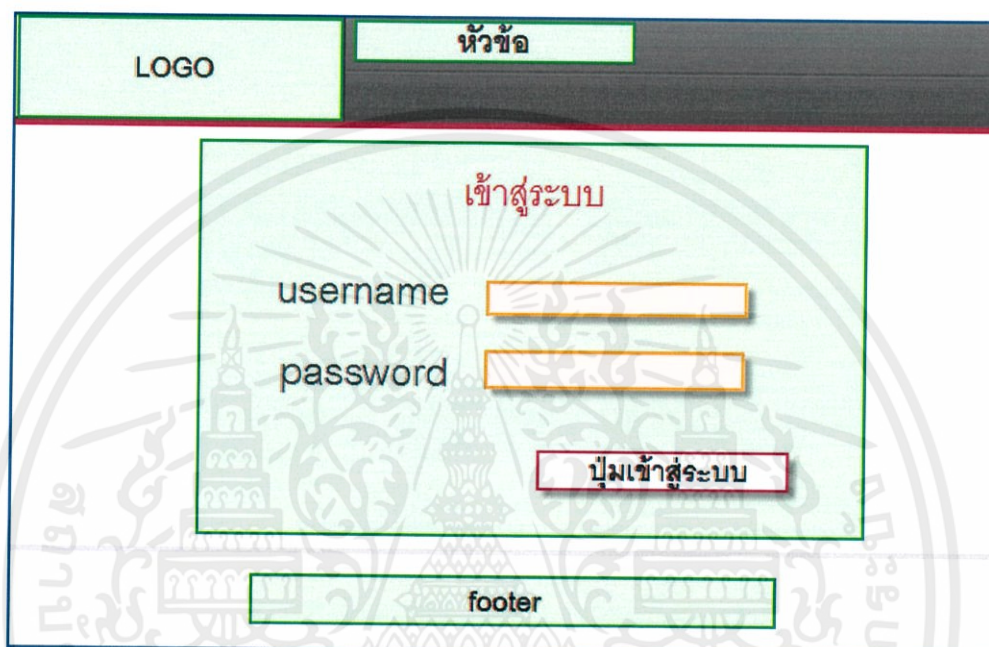 LOGO
หัวข้อ
เข้าสู่ระบบ
username
password
ปุ่มเข้าสู่ระบบ
footer